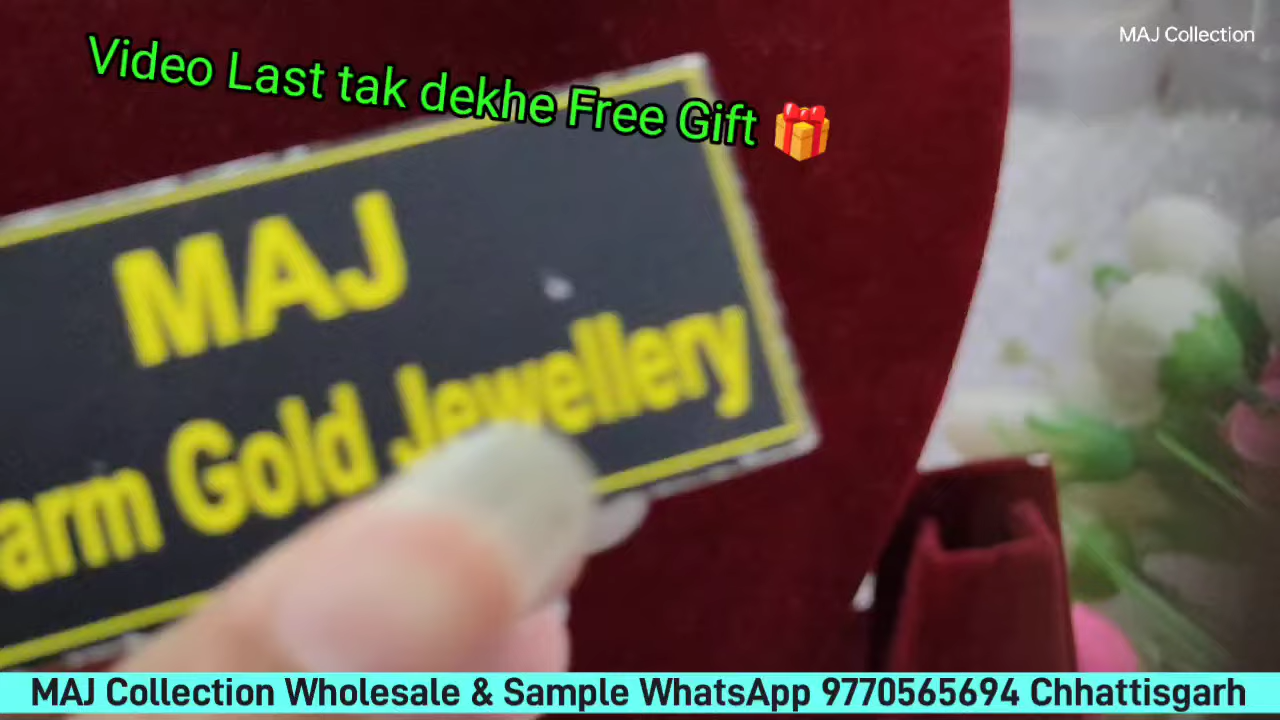 MAJ Collection
Video Last tak dekhe Free Gift 🎁
MAJ
arm Gold Jewellery
MAJ Collection Wholesale & Sample WhatsApp 9770565694 Chhattisgarh